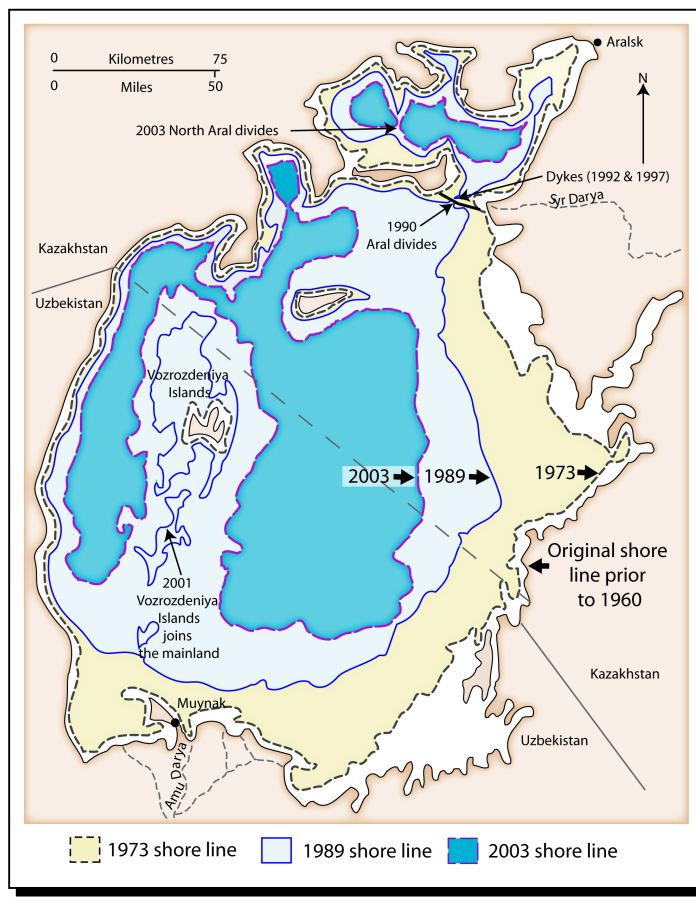 Aralsk
0 Kilometres 75
0 Miles 50
N
2003 North Aral divides
Dykes (1992 & 1997)
Syr Darya
1990
Aral divides
Kazakhstan
Uzbekistan
Vozrozdeniya
Islands
2003
1989
1973
Original shore
line prior
to 1960
2001
Vozrozdeniya
Islands
joins
the mainland
Kazakhstan
Muynak
Uzbekistan
Amu Darya
1973 shore line
1989 shore line
2003 shore line